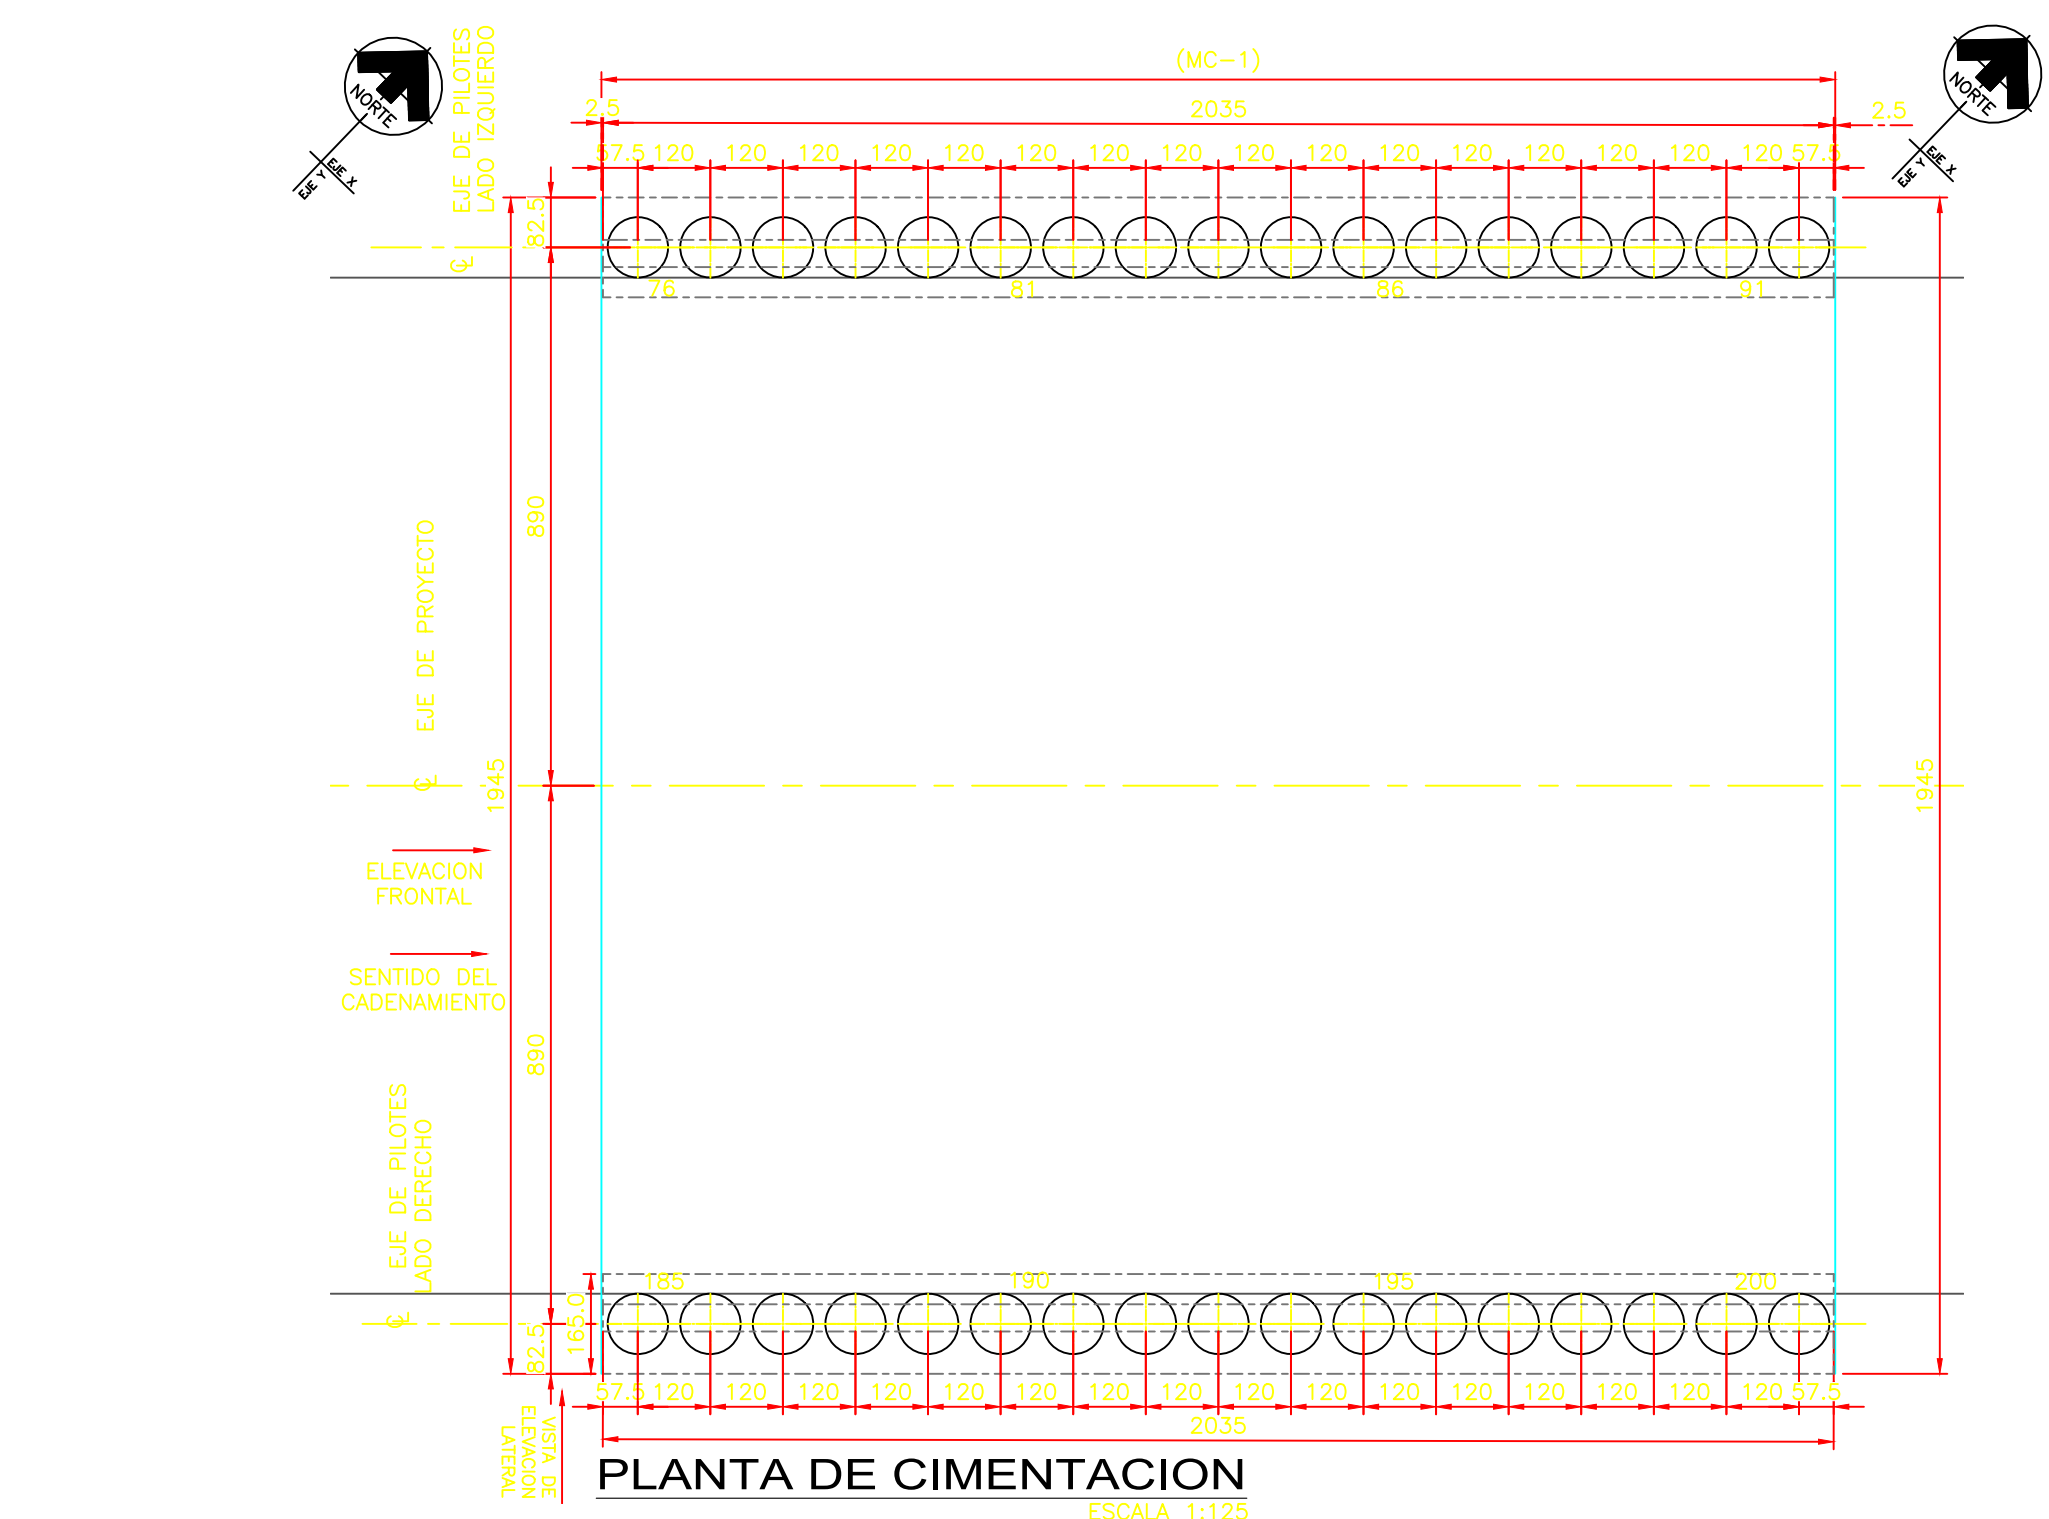 NORTE
EJE Y
EJE X
EJE DE PILOTES
LADO IZQUIERDO
(MC-1)
NORTE
EJE Y
EJE X
2.5
2035
2.5
57.5 120 120 120 120 120 120 120 120 120 120 120 120 120 120 120 120 57.5
82.5
CL
76
81
86
91
890
EJE DE PROYECTO
CL
1945
1945
ELEVACION
FRONTAL
SENTIDO DEL
CADENAMIENTO
890
EJE DE PILOTES
LADO DERECHO
CL
185
190
195
200
165.0
82.5
57.5 120 120 120 120 120 120 120 120 120 120 120 120 120 120 120 120 57.5
2035
VISTA DE
ELEVACION
LATERAL
PLANTA DE CIMENTACION
ESCALA 1:125